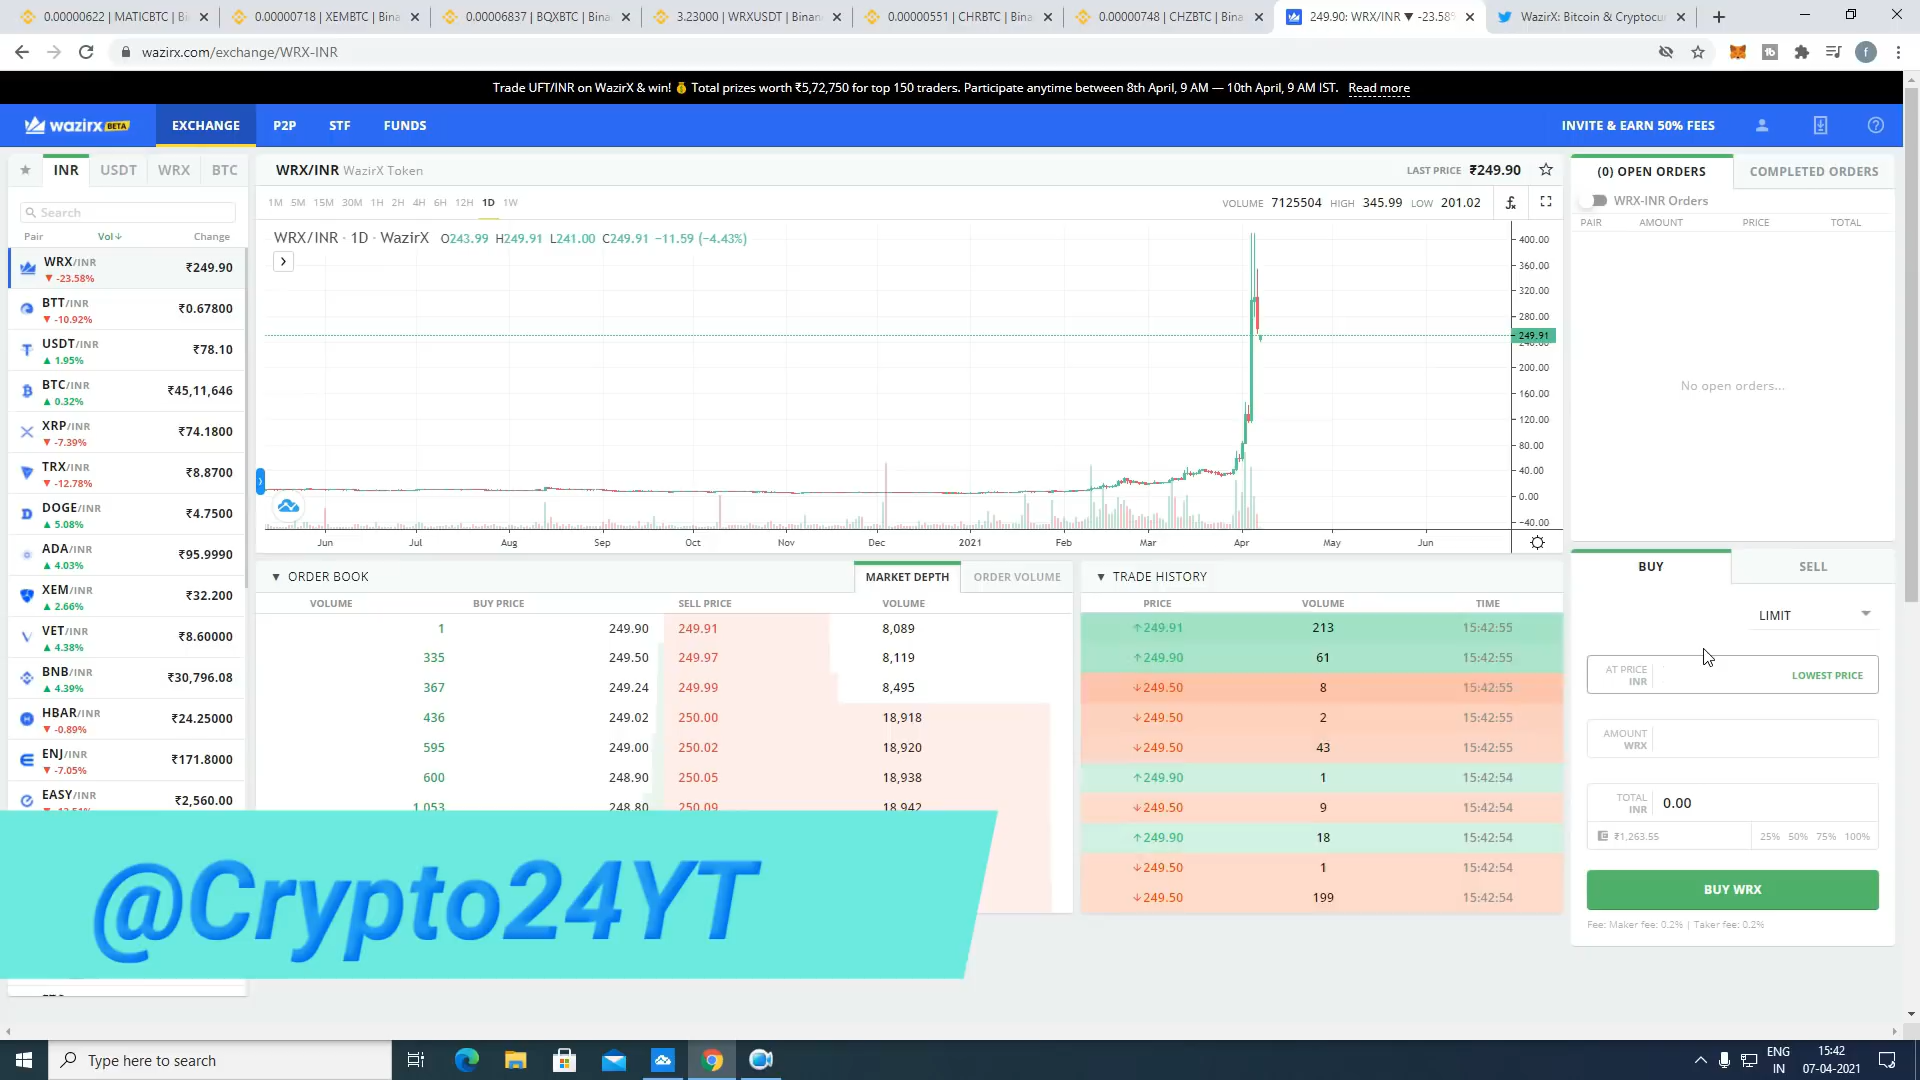 0.00000622 | MATICBTC | Bi
0.00000718 | XEMBTC | Bina
0.00006837 | BQXBTC | Bina
3.23000 | WRXUSDT | Binan
0.00000551 | CHRBTC | Bina
0.00000748 | CHZBTC | Bina
249.90: WRX/INR ▼ -23.58%
WazirX: Bitcoin & Cryptocu
wazirx.com/exchange/WRX-INR
Trade UFT/INR on WazirX & win! 💰 Total prizes worth ₹5,72,750 for top 150 traders. Participate anytime between 8th April, 9 AM — 10th April, 9 AM IST. Read more
wazirx BETA EXCHANGE P2P STF FUNDS INVITE & EARN 50% FEES
INR USDT WRX BTC
Search
Pair Vol↓ Change
WRX/INR ₹249.90
▼ -23.58%
BTT/INR ₹0.67800
▼ -10.92%
USDT/INR ₹78.10
▲ 1.95%
BTC/INR ₹45,11,646
▲ 0.32%
XRP/INR ₹74.1800
▼ -7.39%
TRX/INR ₹8.8700
▼ -12.78%
DOGE/INR ₹4.7500
▲ 5.08%
ADA/INR ₹95.9990
▲ 4.03%
XEM/INR ₹32.200
▲ 2.66%
VET/INR ₹8.60000
▲ 4.38%
BNB/INR ₹30,796.08
▲ 4.39%
HBAR/INR ₹24.25000
▼ -0.89%
ENJ/INR ₹171.8000
▼ -7.05%
EASY/INR ₹2,560.00
WRX/INR WazirX Token LAST PRICE ₹249.90
1M 5M 15M 30M 1H 2H 4H 6H 12H 1D 1W
VOLUME 7125504 HIGH 345.99 LOW 201.02
WRX/INR · 1D · WazirX O243.99 H249.91 L241.00 C249.91 −11.59 (−4.43%)
400.00
360.00
320.00
280.00
249.91
200.00
160.00
120.00
80.00
40.00
0.00
−40.00
Jun Jul Aug Sep Oct Nov Dec 2021 Feb Mar Apr May Jun
▼ ORDER BOOK MARKET DEPTH ORDER VOLUME
VOLUME BUY PRICE SELL PRICE VOLUME
1 249.90 249.91 8,089
335 249.50 249.97 8,119
367 249.24 249.99 8,495
436 249.02 250.00 18,918
595 249.00 250.02 18,920
600 248.90 250.05 18,938
1,053 248.80 250.09 18,942
▼ TRADE HISTORY
PRICE VOLUME TIME
↑249.91 213 15:42:55
↑249.90 61 15:42:55
↓249.50 8 15:42:55
↓249.50 2 15:42:55
↓249.50 43 15:42:55
↑249.90 1 15:42:54
↓249.50 9 15:42:54
↑249.90 18 15:42:54
↓249.50 1 15:42:54
↓249.50 199 15:42:54
(0) OPEN ORDERS COMPLETED ORDERS
WRX-INR Orders
PAIR AMOUNT PRICE TOTAL
No open orders...
BUY SELL
LIMIT
AT PRICE
INR
LOWEST PRICE
AMOUNT
WRX
TOTAL
INR
0.00
₹1,263.55 25% 50% 75% 100%
BUY WRX
Fee: Maker fee: 0.2% | Taker fee: 0.2%
@Crypto24YT
Type here to search
ENG
IN
15:42
07-04-2021